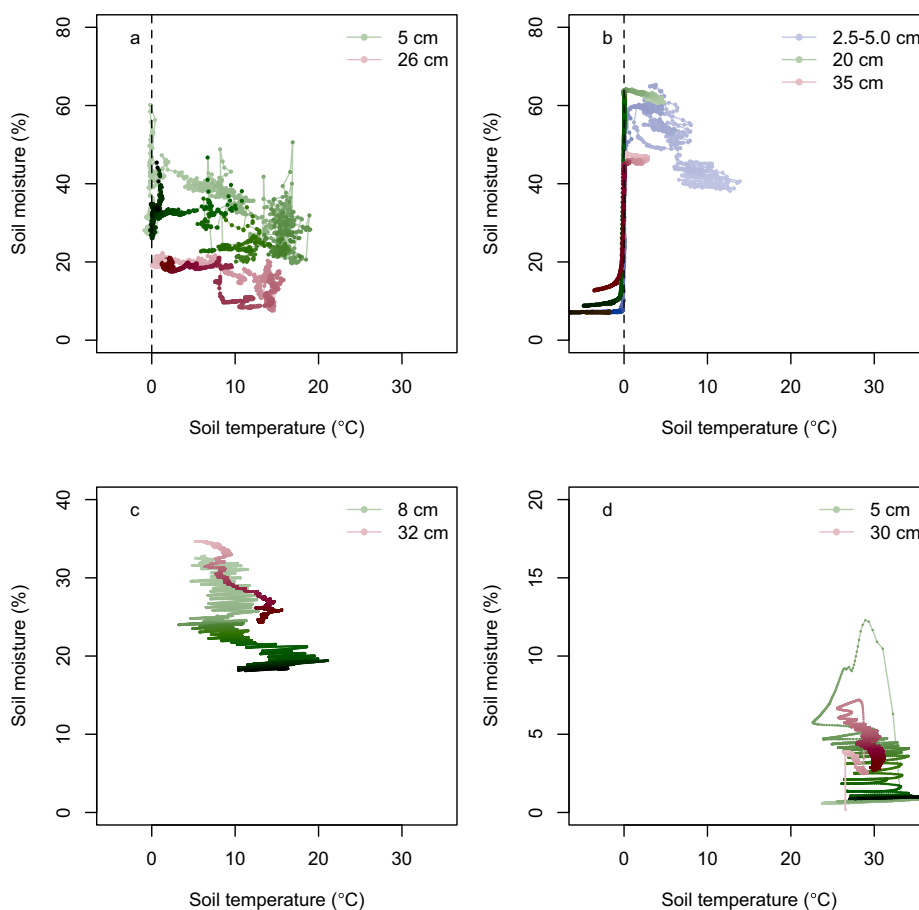 a
5 cm
26 cm
80
60
40
20
0
Soil moisture (%)
0 10 20 30
Soil temperature (°C)
b
2.5-5.0 cm
20 cm
35 cm
80
60
40
20
0
Soil moisture (%)
0 10 20 30
Soil temperature (°C)
c
8 cm
32 cm
40
30
20
10
0
Soil moisture (%)
0 10 20 30
Soil temperature (°C)
d
5 cm
30 cm
20
15
10
5
0
Soil moisture (%)
0 10 20 30
Soil temperature (°C)